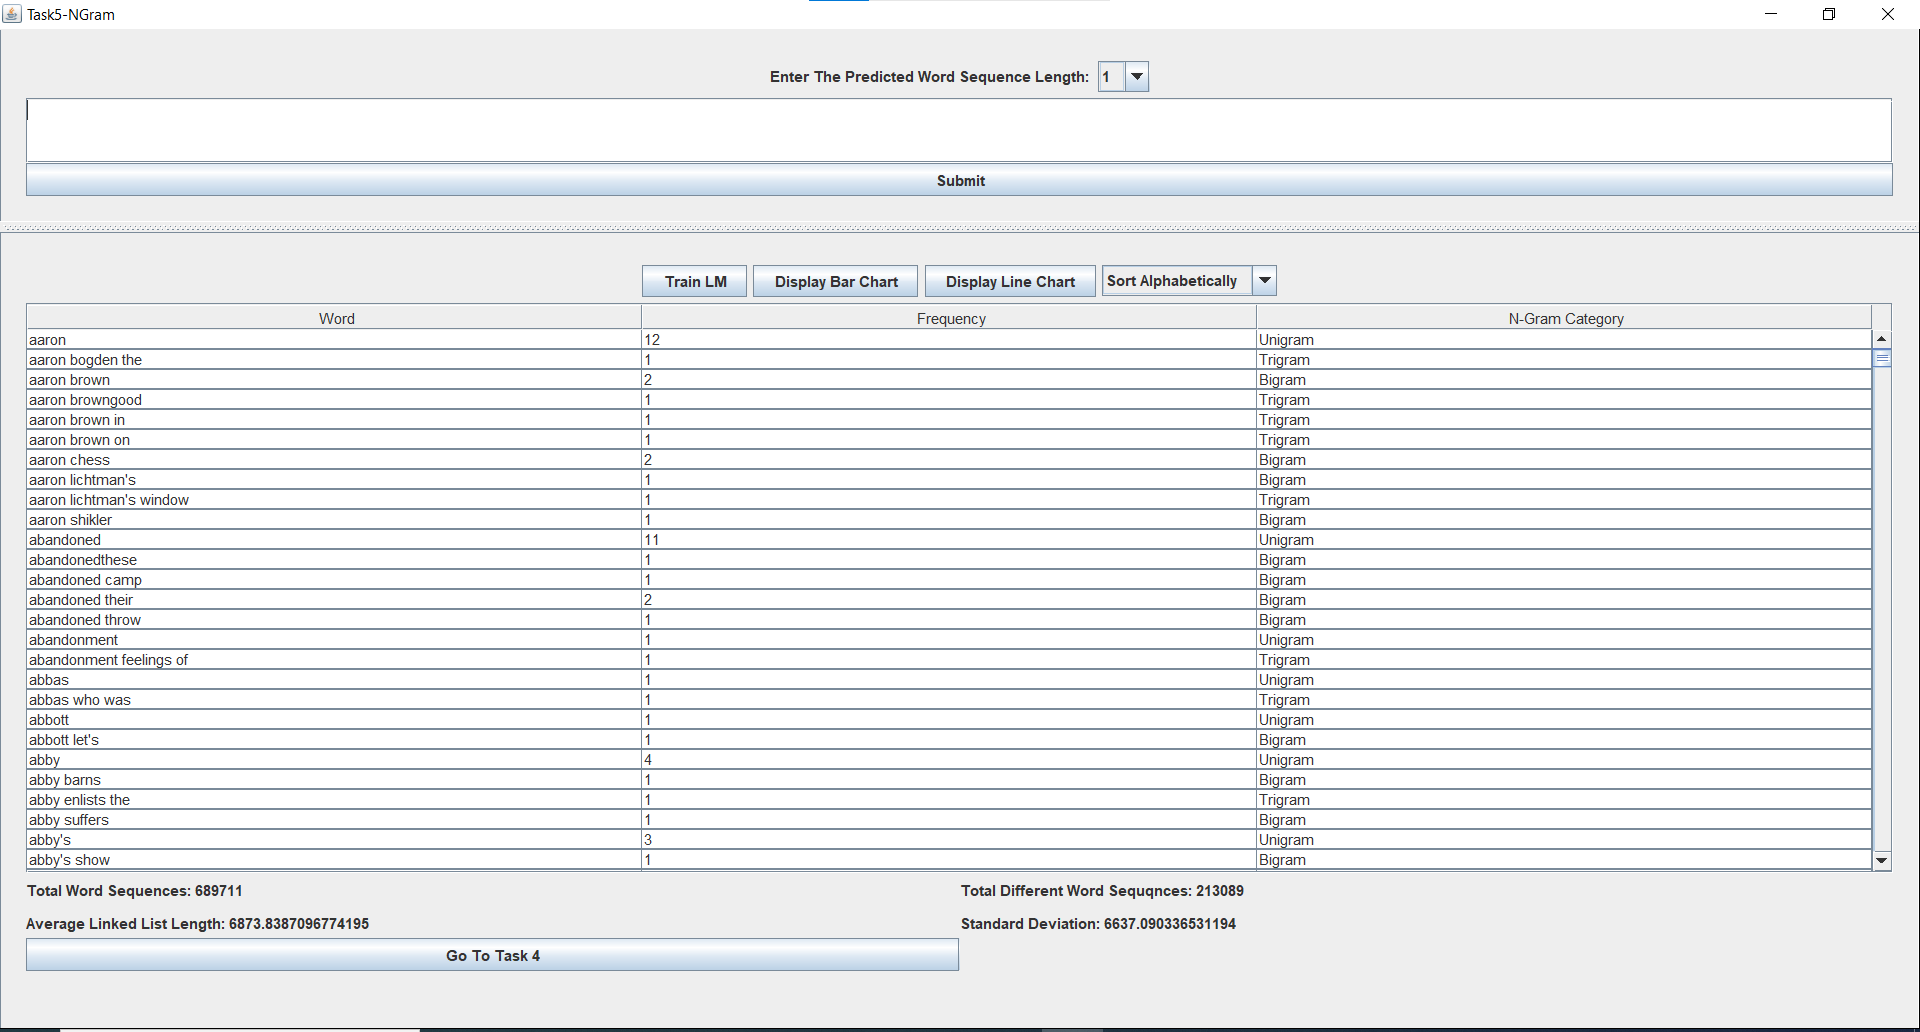 Task5-NGram
Enter The Predicted Word Sequence Length: 1
Submit
Train LM Display Bar Chart Display Line Chart Sort Alphabetically
Word Frequency N-Gram Category
aaron 12 Unigram
aaron bogden the 1 Trigram
aaron brown 2 Bigram
aaron browngood 1 Trigram
aaron brown in 1 Trigram
aaron brown on 1 Trigram
aaron chess 2 Bigram
aaron lichtman's 1 Bigram
aaron lichtman's window 1 Trigram
aaron shikler 1 Bigram
abandoned 11 Unigram
abandonedthese 1 Bigram
abandoned camp 1 Bigram
abandoned their 2 Bigram
abandoned throw 1 Bigram
abandonment 1 Unigram
abandonment feelings of 1 Trigram
abbas 1 Unigram
abbas who was 1 Trigram
abbott 1 Unigram
abbott let's 1 Bigram
abby 4 Unigram
abby barns 1 Bigram
abby enlists the 1 Trigram
abby suffers 1 Bigram
abby's 3 Unigram
abby's show 1 Bigram
Total Word Sequences: 689711 Total Different Word Sequqnces: 213089
Average Linked List Length: 6873.8387096774195 Standard Deviation: 6637.090336531194
Go To Task 4